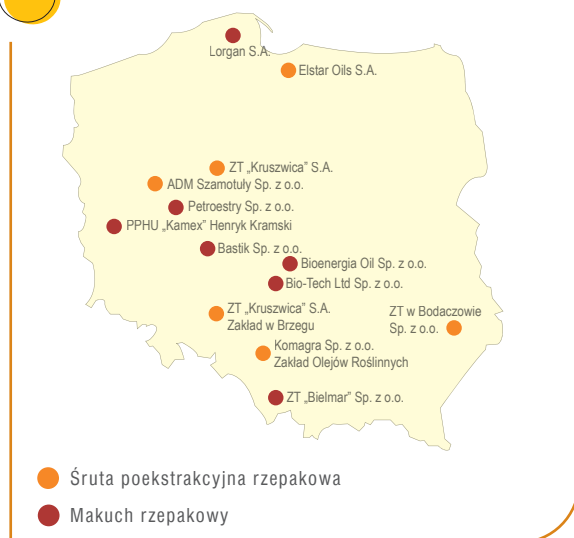 Lorgan S.A.
Elstar Oils S.A.
ZT „Kruszwica” S.A.
ADM Szamotuły Sp. z o.o.
Petroestry Sp. z o.o.
PPHU „Kamex” Henryk Kramski
Bastik Sp. z o.o.
Bioenergia Oil Sp. z o.o.
Bio-Tech Ltd Sp. z o.o.
ZT „Kruszwica” S.A.
Zakład w Brzegu
ZT w Bodaczowie
Sp. z o.o.
Komagra Sp. z o.o.
Zakład Olejów Roślinnych
ZT „Bielmar” Sp. z o.o.
Śruta poekstrakcyjna rzepakowa
Makuch rzepakowy